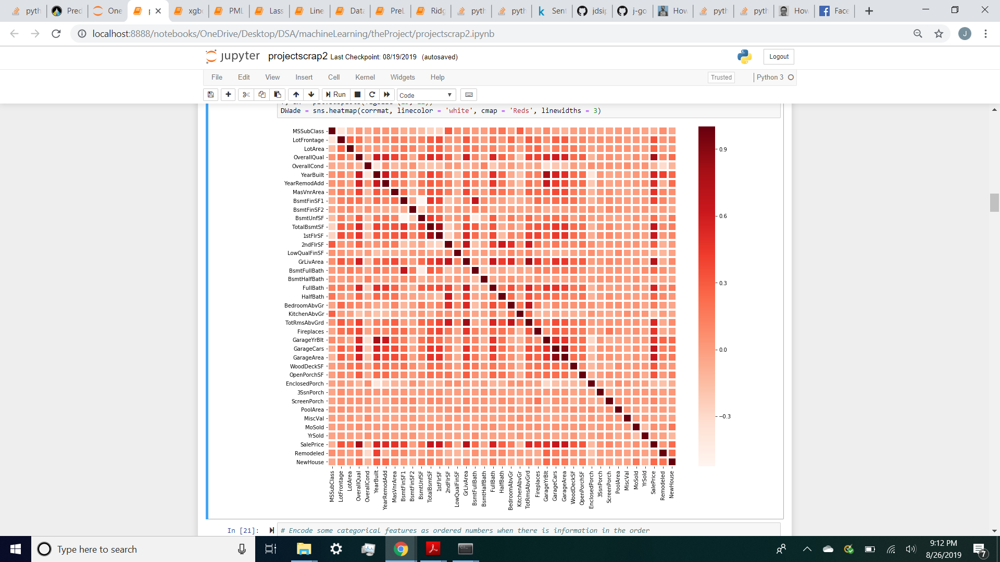 pyth
Pred
One
p
xgbo
PML
Lass
Line
Data
PreL
Ridg
pyth
pyth
Sent
jdsip
j-go
How
pyth
pyth
How
Face
localhost:8888/notebooks/OneDrive/Desktop/DSA/machineLearning/theProject/projectscrap2.ipynb
J
jupyter projectscrap2 Last Checkpoint: 08/19/2019 (autosaved)
Logout
File Edit View Insert Cell Kernel Widgets Help
Trusted
Python 3
Run
Code
DWade = sns.heatmap(corrmat, linecolor = 'white', cmap = 'Reds', linewidths = 3)
MSSubClass
LotFrontage
LotArea
OverallQual
OverallCond
YearBuilt
YearRemodAdd
MasVnrArea
BsmtFinSF1
BsmtFinSF2
BsmtUnfSF
TotalBsmtSF
1stFlrSF
2ndFlrSF
LowQualFinSF
GrLivArea
BsmtFullBath
BsmtHalfBath
FullBath
HalfBath
BedroomAbvGr
KitchenAbvGr
TotRmsAbvGrd
Fireplaces
GarageYrBlt
GarageCars
GarageArea
WoodDeckSF
OpenPorchSF
EnclosedPorch
3SsnPorch
ScreenPorch
PoolArea
MiscVal
MoSold
YrSold
SalePrice
Remodeled
NewHouse
MSSubClass
LotFrontage
LotArea
OverallQual
OverallCond
YearBuilt
YearRemodAdd
MasVnrArea
BsmtFinSF1
BsmtFinSF2
BsmtUnfSF
TotalBsmtSF
1stFlrSF
2ndFlrSF
LowQualFinSF
GrLivArea
BsmtFullBath
BsmtHalfBath
FullBath
HalfBath
BedroomAbvGr
KitchenAbvGr
TotRmsAbvGrd
Fireplaces
GarageYrBlt
GarageCars
GarageArea
WoodDeckSF
OpenPorchSF
EnclosedPorch
3SsnPorch
ScreenPorch
PoolArea
MiscVal
MoSold
YrSold
SalePrice
Remodeled
NewHouse
0.9
0.6
0.3
0.0
−0.3
In [21]:
# Encode some categorical features as ordered numbers when there is information in the order
Type here to search
9:12 PM
8/26/2019
7